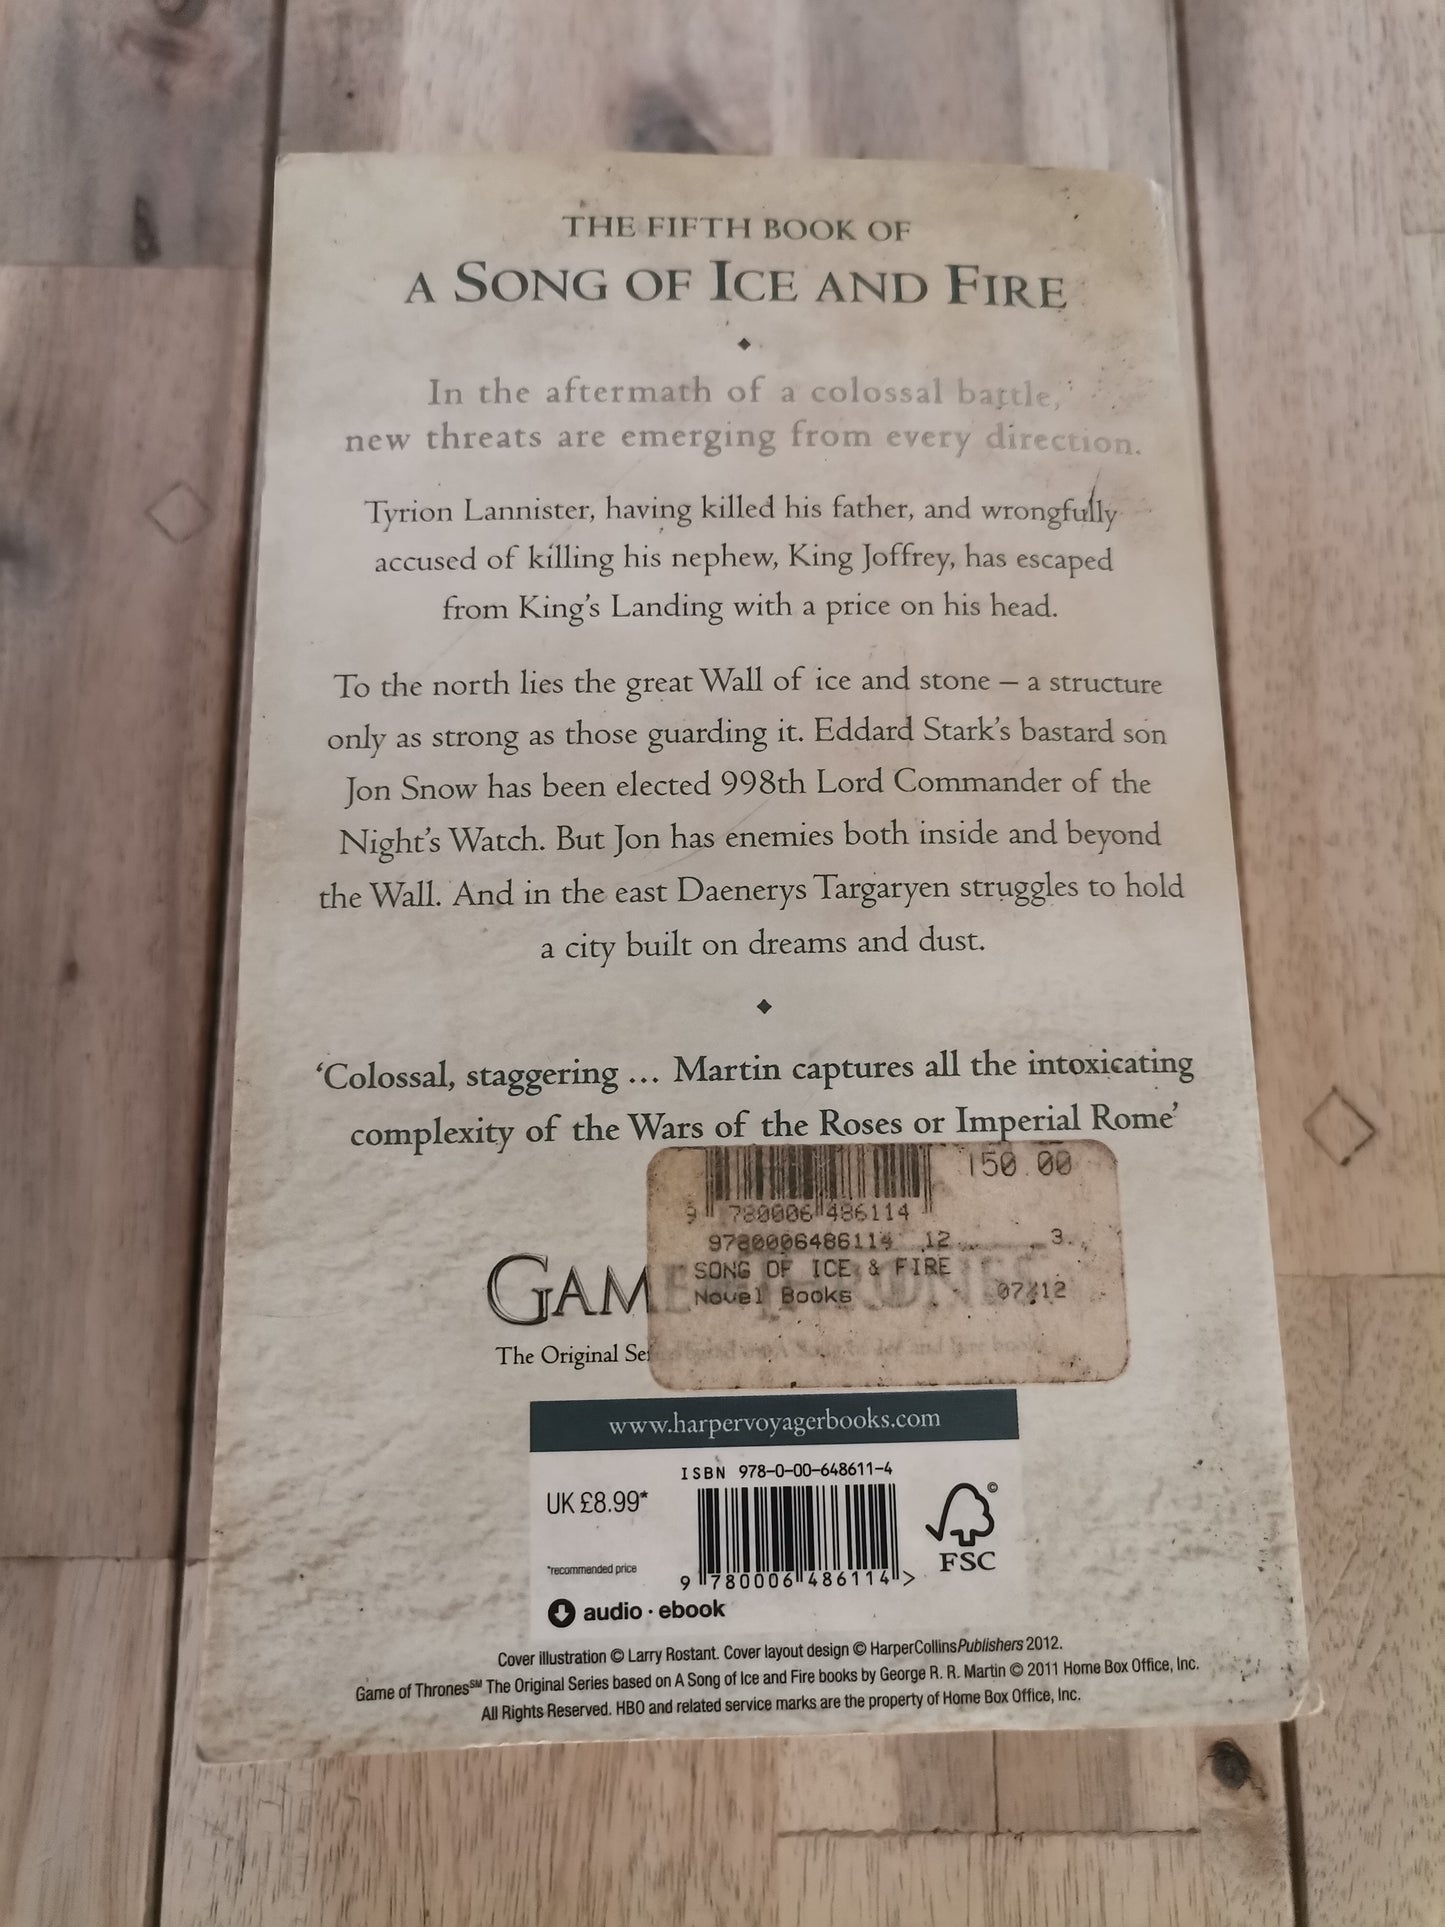 THE FIFTH BOOK OF
A SONG OF ICE AND FIRE
In the aftermath of a colossal battle,
new threats are emerging from every direction.
Tyrion Lannister, having killed his father, and wrongfully
accused of killing his nephew, King Joffrey, has escaped
from King's Landing with a price on his head.
To the north lies the great Wall of ice and stone – a structure
only as strong as those guarding it. Eddard Stark's bastard son
Jon Snow has been elected 998th Lord Commander of the
Night's Watch. But Jon has enemies both inside and beyond
the Wall. And in the east Daenerys Targaryen struggles to hold
a city built on dreams and dust.
‘Colossal, staggering ... Martin captures all the intoxicating
complexity of the Wars of the Roses or Imperial Rome’
150.00
9 780006 486114
9780006486114 12 3
SONG OF ICE & FIRE
Novel Books 07/12
GAM
The Original Se
www.harpervoyagerbooks.com
ISBN 978-0-00-648611-4
UK £8.99*
*recommended price
9 780006 486114 >
FSC
©
audio · ebook
Cover illustration © Larry Rostant. Cover layout design © HarperCollinsPublishers 2012.
Game of Thrones℠ The Original Series based on A Song of Ice and Fire books by George R. R. Martin © 2011 Home Box Office, Inc.
All Rights Reserved. HBO and related service marks are the property of Home Box Office, Inc.